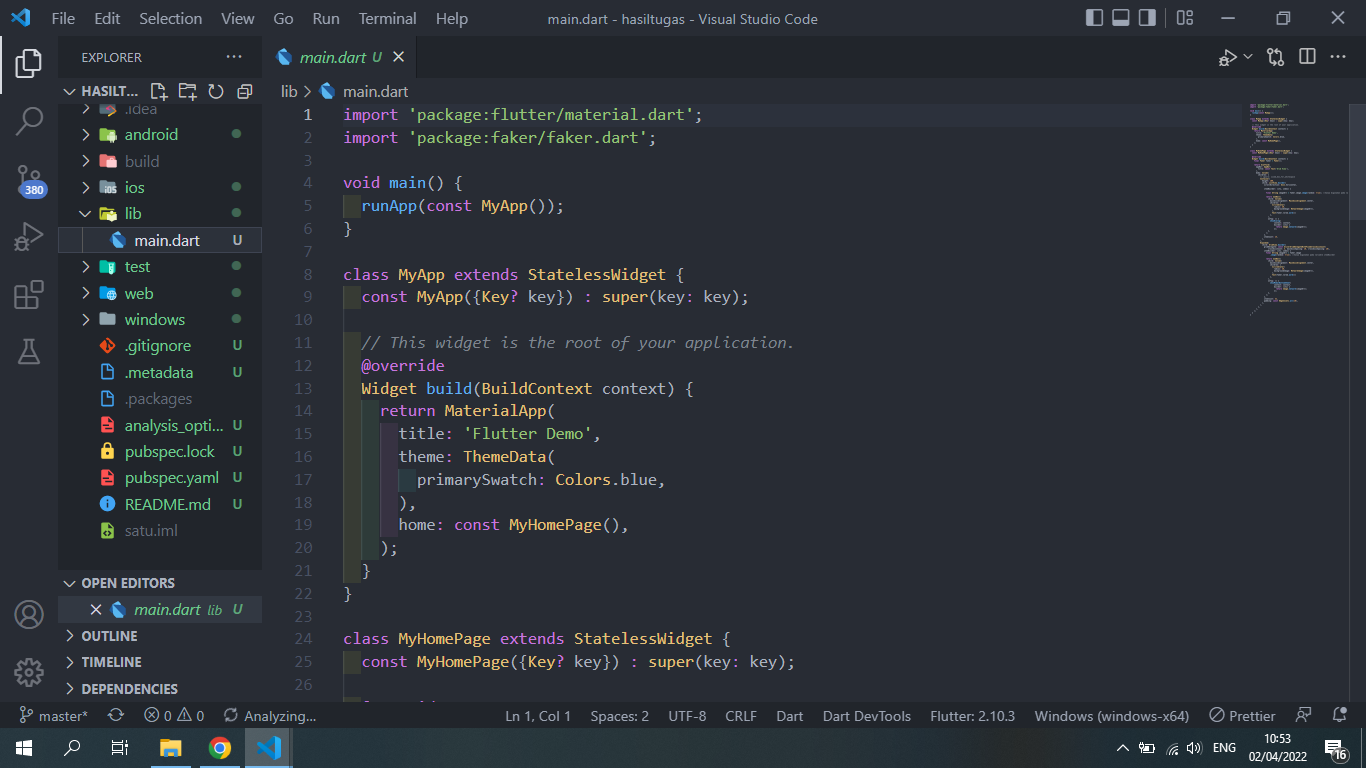 File Edit Selection View Go Run Terminal Help main.dart - hasiltugas - Visual Studio Code
EXPLORER
main.dart U
HASILT...
lib > main.dart
.idea
android
build
ios
lib
main.dart U
test
web
windows
.gitignore U
.metadata U
.packages
analysis_opti... U
pubspec.lock U
pubspec.yaml U
README.md U
satu.iml
OPEN EDITORS
main.dart lib U
OUTLINE
TIMELINE
DEPENDENCIES
380
1 import 'package:flutter/material.dart';
2 import 'package:faker/faker.dart';
3
4 void main() {
5 runApp(const MyApp());
6 }
7
8 class MyApp extends StatelessWidget {
9 const MyApp({Key? key}) : super(key: key);
10
11 // This widget is the root of your application.
12 @override
13 Widget build(BuildContext context) {
14 return MaterialApp(
15 title: 'Flutter Demo',
16 theme: ThemeData(
17 primarySwatch: Colors.blue,
18 ),
19 home: const MyHomePage(),
20 );
21 }
22 }
23
24 class MyHomePage extends StatelessWidget {
25 const MyHomePage({Key? key}) : super(key: key);
26
master* 0 0 Analyzing... Ln 1, Col 1 Spaces: 2 UTF-8 CRLF Dart Dart DevTools Flutter: 2.10.3 Windows (windows-x64) Prettier
ENG 10:53
02/04/2022
16